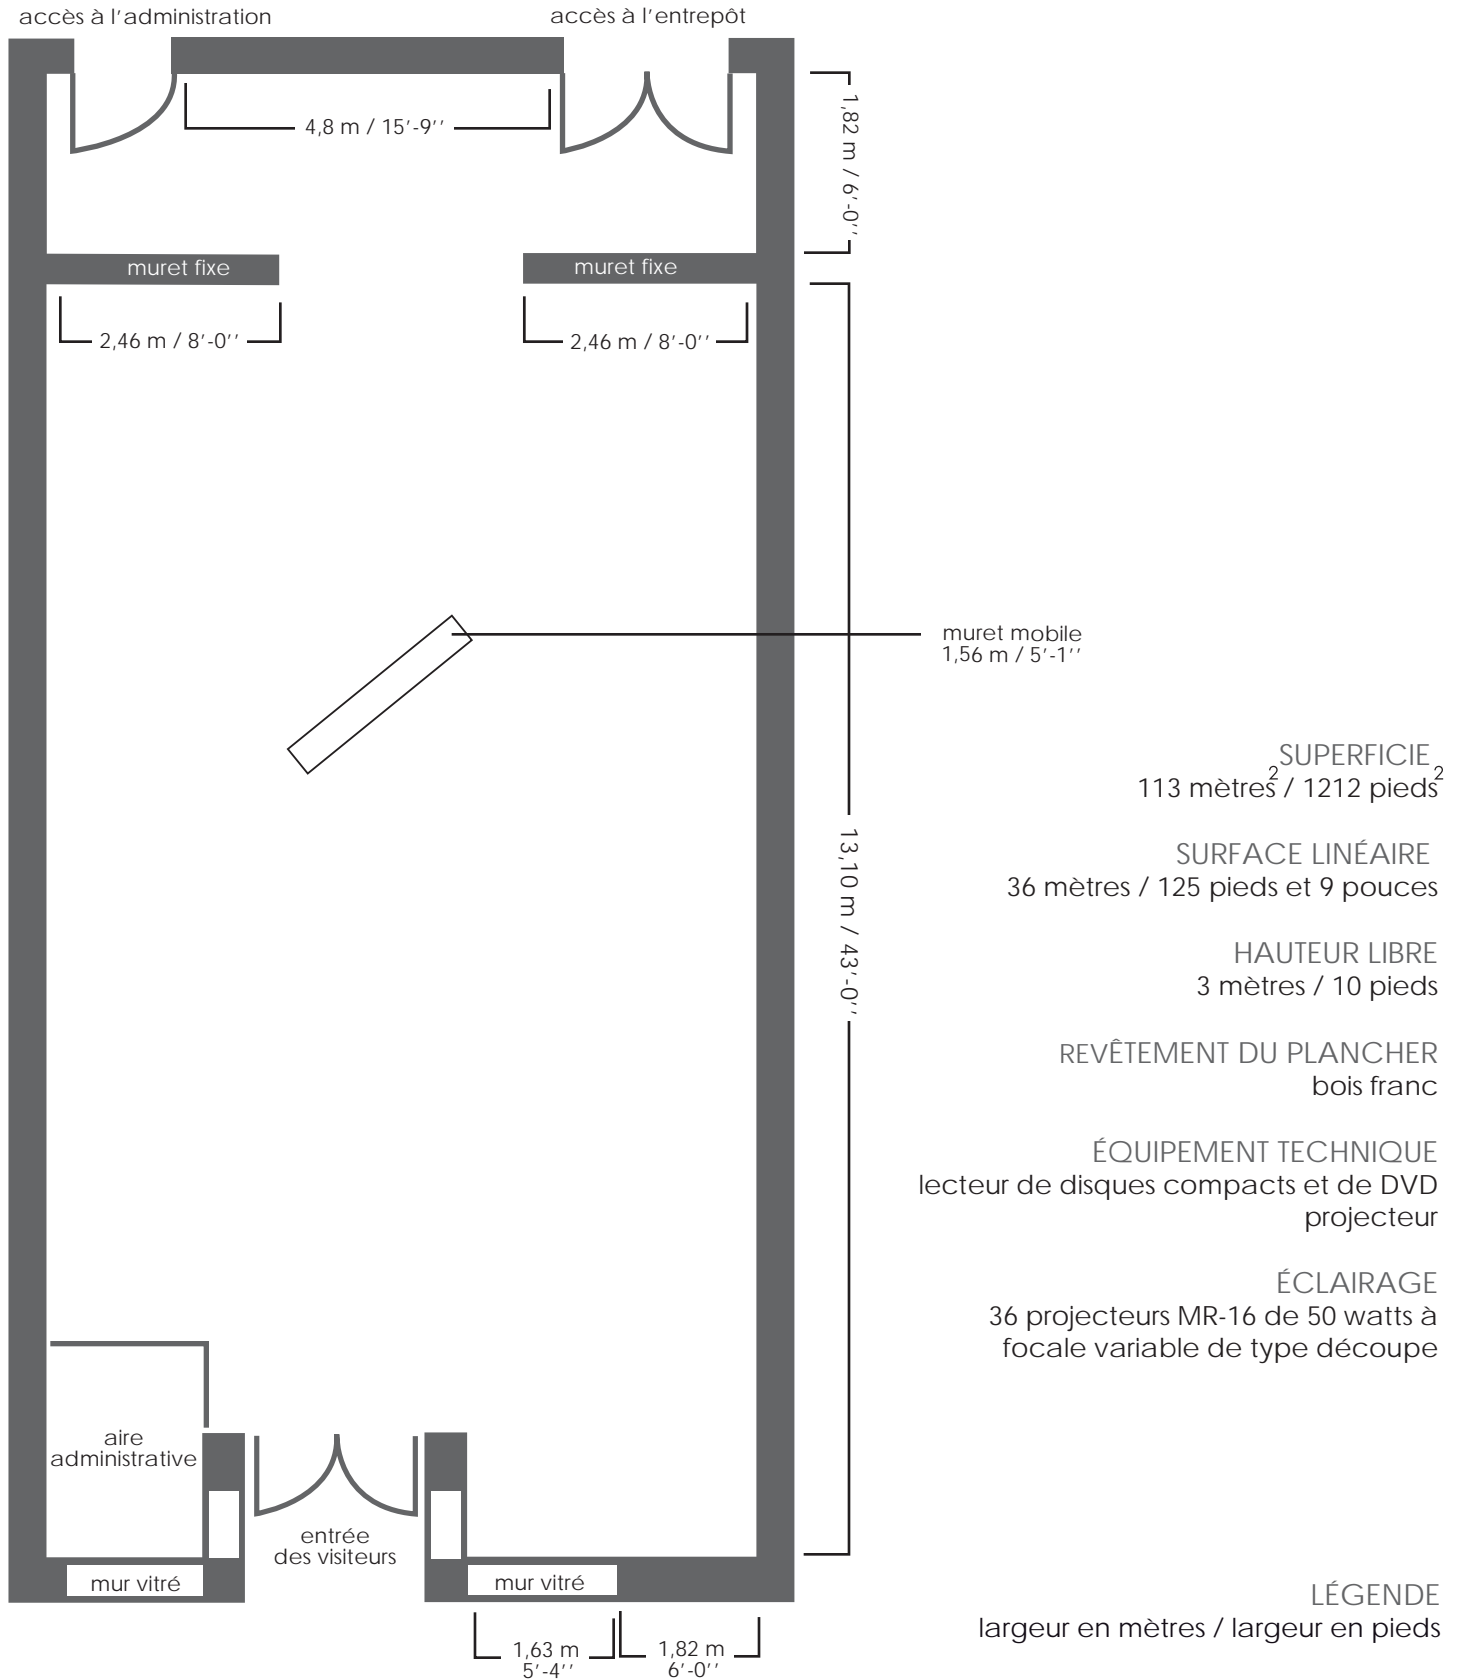 accès à l'administration
accès à l'entrepôt
4,8 m / 15'-9''
1,82 m / 6'-0''
muret fixe
muret fixe
2,46 m / 8'-0''
2,46 m / 8'-0''
muret mobile
1,56 m / 5'-1''
13,10 m / 43'-0''
SUPERFICIE
113 mètres² / 1212 pieds²
SURFACE LINÉAIRE
36 mètres / 125 pieds et 9 pouces
HAUTEUR LIBRE
3 mètres / 10 pieds
REVÊTEMENT DU PLANCHER
bois franc
ÉQUIPEMENT TECHNIQUE
lecteur de disques compacts et de DVD
projecteur
ÉCLAIRAGE
36 projecteurs MR-16 de 50 watts à
focale variable de type découpe
aire
administrative
entrée
des visiteurs
mur vitré
mur vitré
1,63 m
5'-4''
1,82 m
6'-0''
LÉGENDE
largeur en mètres / largeur en pieds